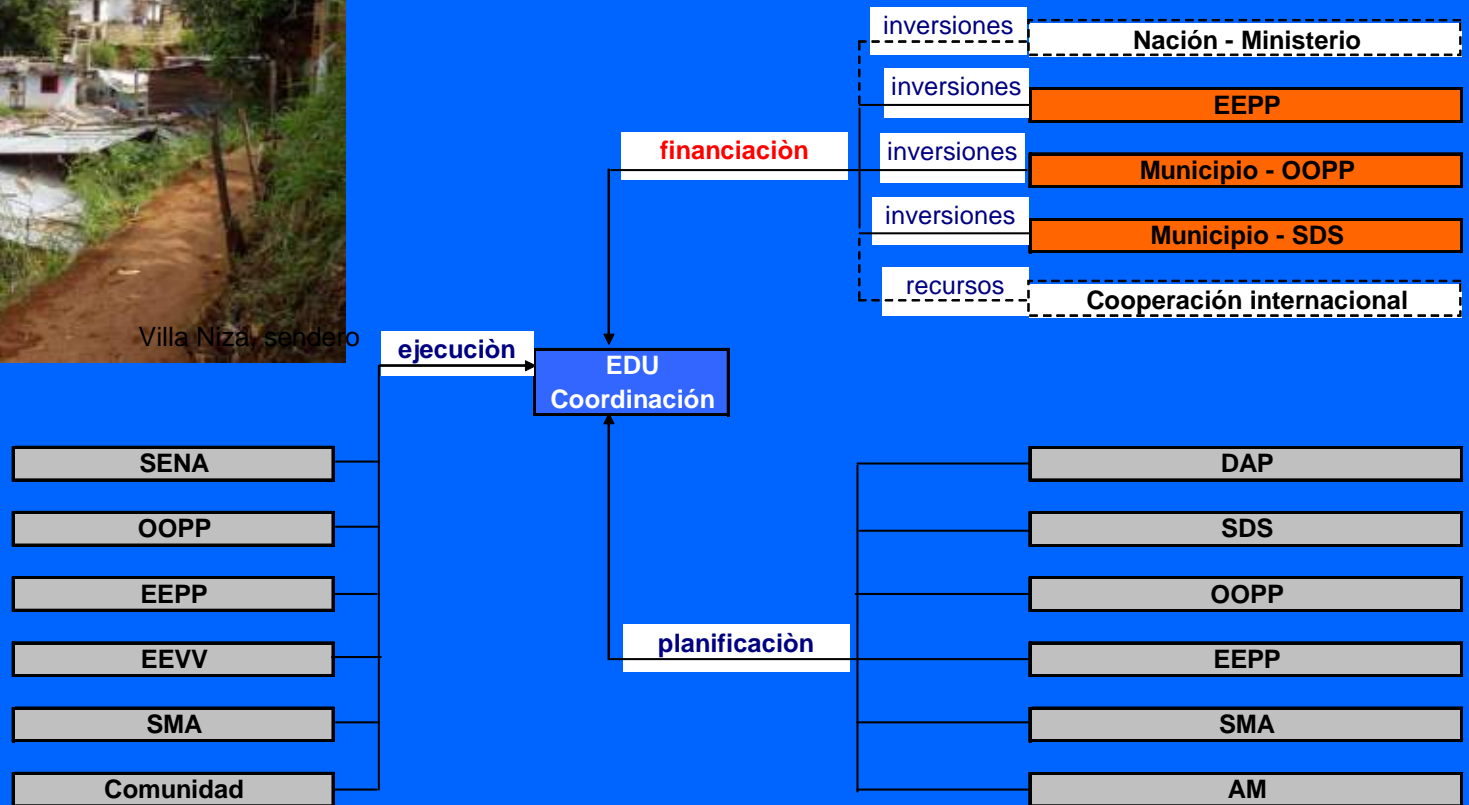 inversiones
Nación - Ministerio
inversiones
EEPP
financiaciòn
inversiones
Municipio - OOPP
inversiones
Municipio - SDS
recursos
Cooperación internacional
Villa Niza, sendero
ejecuciòn
EDU
Coordinación
SENA
DAP
OOPP
SDS
EEPP
OOPP
planificaciòn
EEVV
EEPP
SMA
SMA
Comunidad
AM